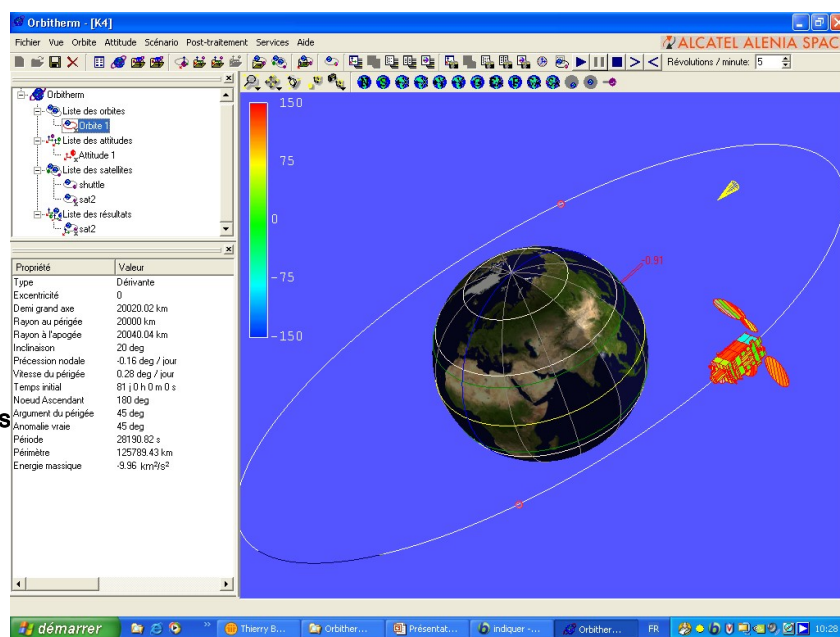 Orbitherm - [K4]
Fichier Vue Orbite Attitude Scénario Post-traitement Services Aide
ALCATEL ALENIA SPAC
Révolutions / minute: 5
Orbitherm
Liste des orbites
Orbite 1
Liste des attitudes
Attitude 1
Liste des satellites
shuttle
sat2
Liste des résultats
sat2
Propriété Valeur
Type Dérivante
Excentricité 0
Demi grand axe 20020.02 km
Rayon au périgée 20000 km
Rayon à l'apogée 20040.04 km
Inclinaison 20 deg
Précession nodale -0.16 deg / jour
Vitesse du périgée 0.28 deg / jour
Temps initial 81 j 0 h 0 m 0 s
Noeud Ascendant 180 deg
Argument du périgée 45 deg
Anomalie vraie 45 deg
Période 28190.82 s
Périmètre 125789.43 km
Energie massique -9.96 km²/s²
s
150
75
0
-75
-150
-0.91
démarrer
Thierry B...
Orbither...
Présentat...
indiquer -...
Orbither...
FR